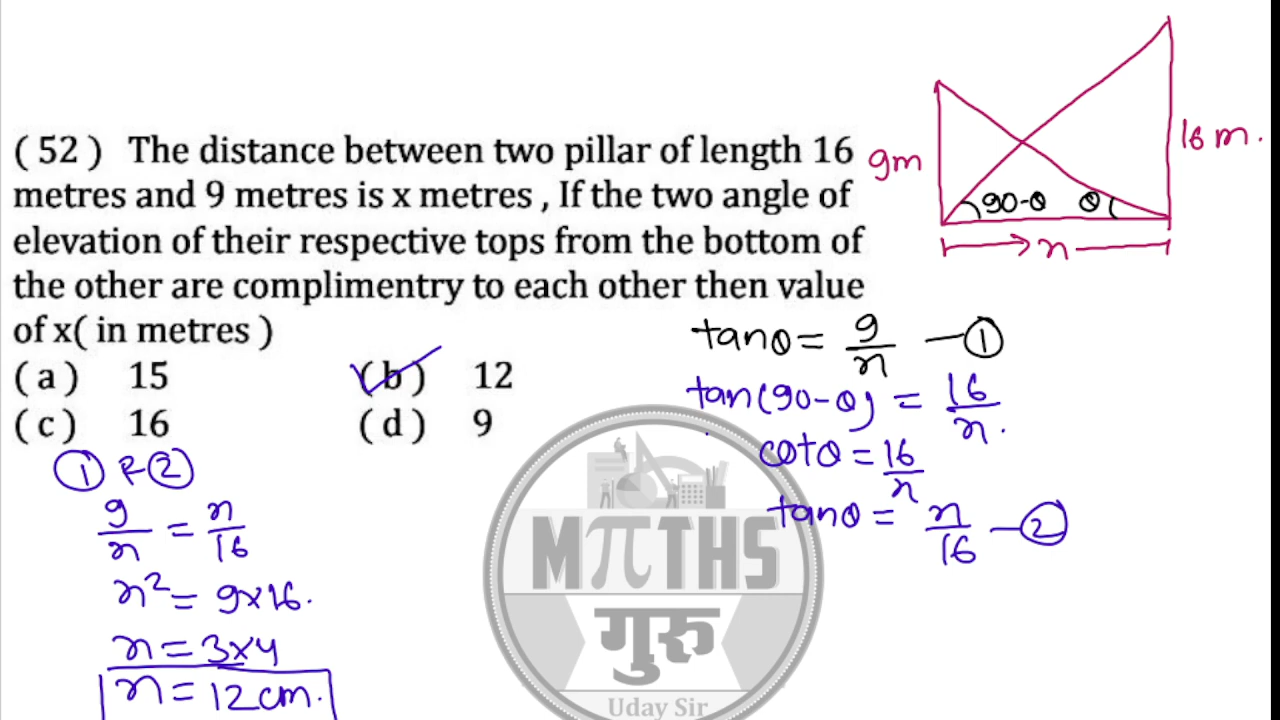 ( 52 ) The distance between two pillar of length 16
metres and 9 metres is x metres , If the two angle of
elevation of their respective tops from the bottom of
the other are complimentry to each other then value
of x( in metres )
( a ) 15 ( b ) 12
( c ) 16 ( d ) 9
9m
16 m.
90-θ θ
x
tanθ = 9/x — ①
tan(90-θ) = 16/x.
cotθ = 16/x
tanθ = x/16 — ②
① & ②
9/x = x/16
x² = 9×16.
x = 3×4
x = 12cm.
MπTHS
गुरु
Uday Sir